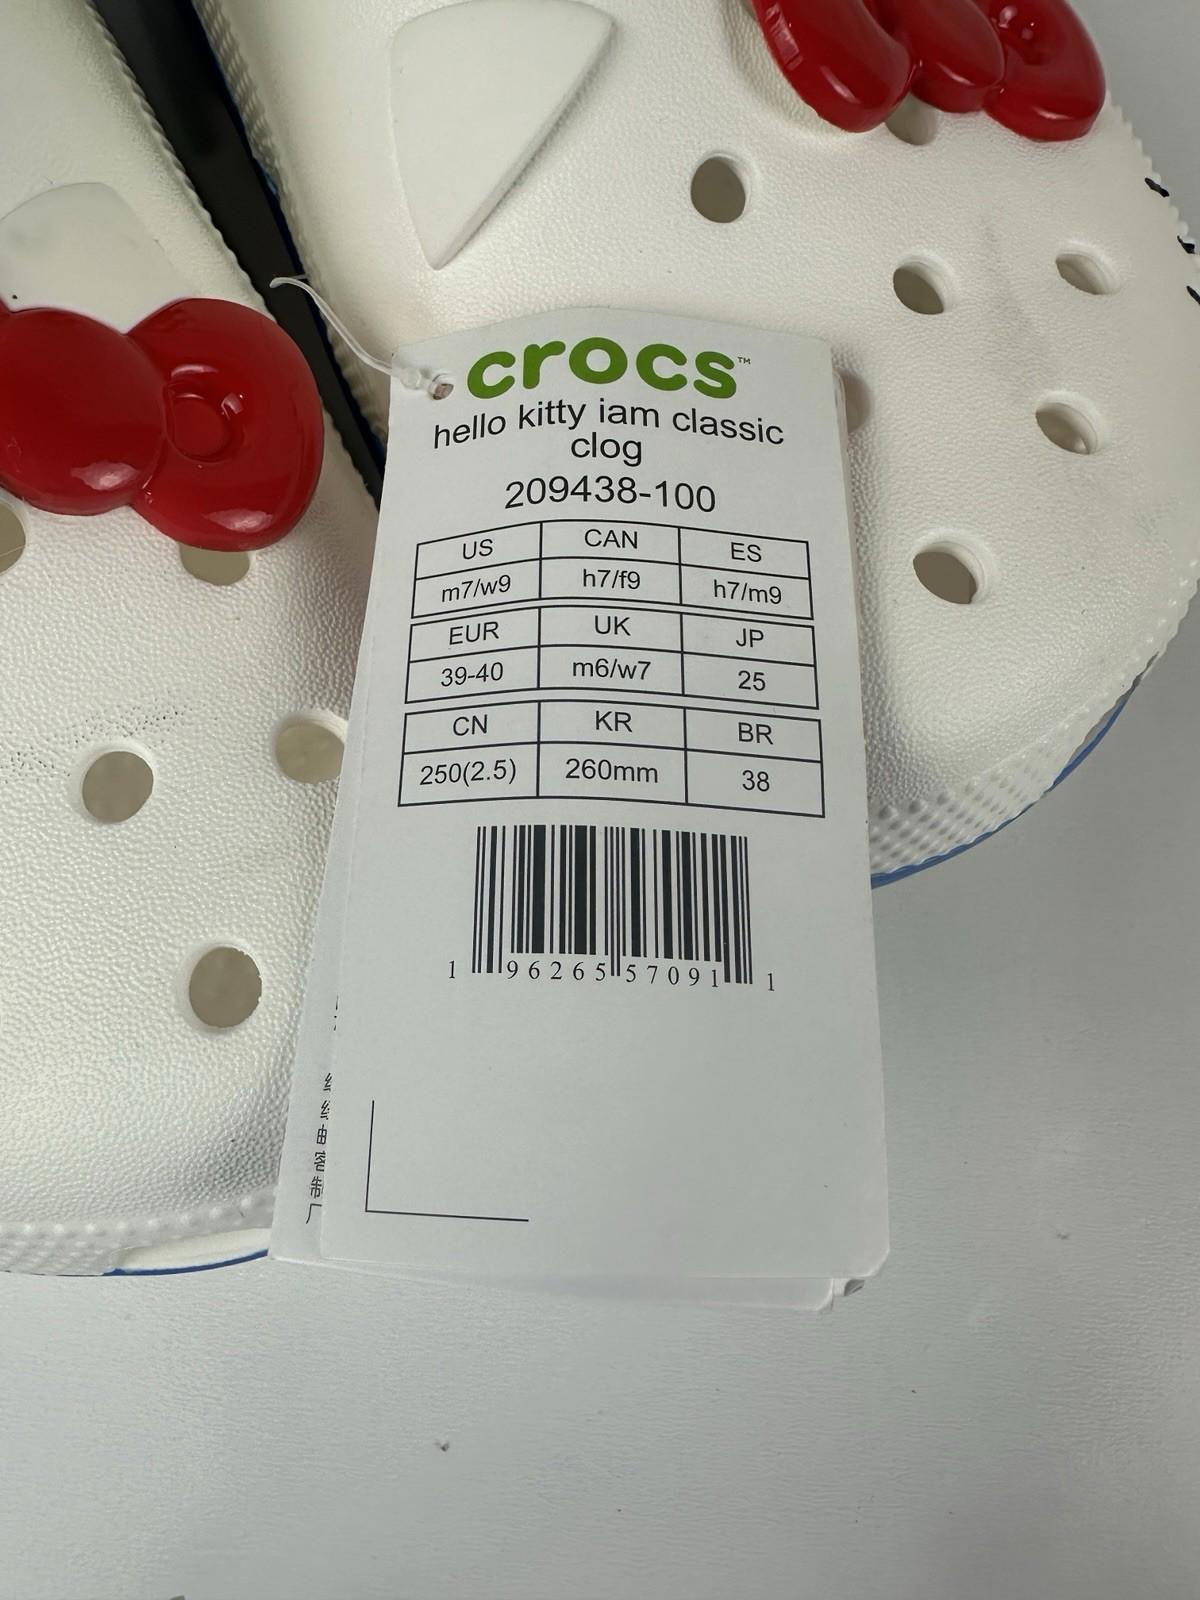 crocs™
hello kitty iam classic
clog
209438-100
US CAN ES
m7/w9 h7/f9 h7/m9
EUR UK JP
39-40 m6/w7 25
CN KR BR
250(2.5) 260mm 38
1 96265 57091 1